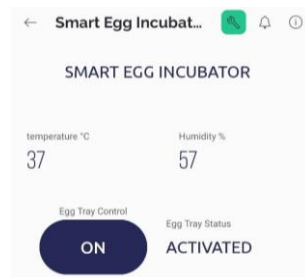 Smart Egg Incubat...
SMART EGG INCUBATOR
temperature °C
Humidity %
37
57
Egg Tray Control
Egg Tray Status
ON
ACTIVATED